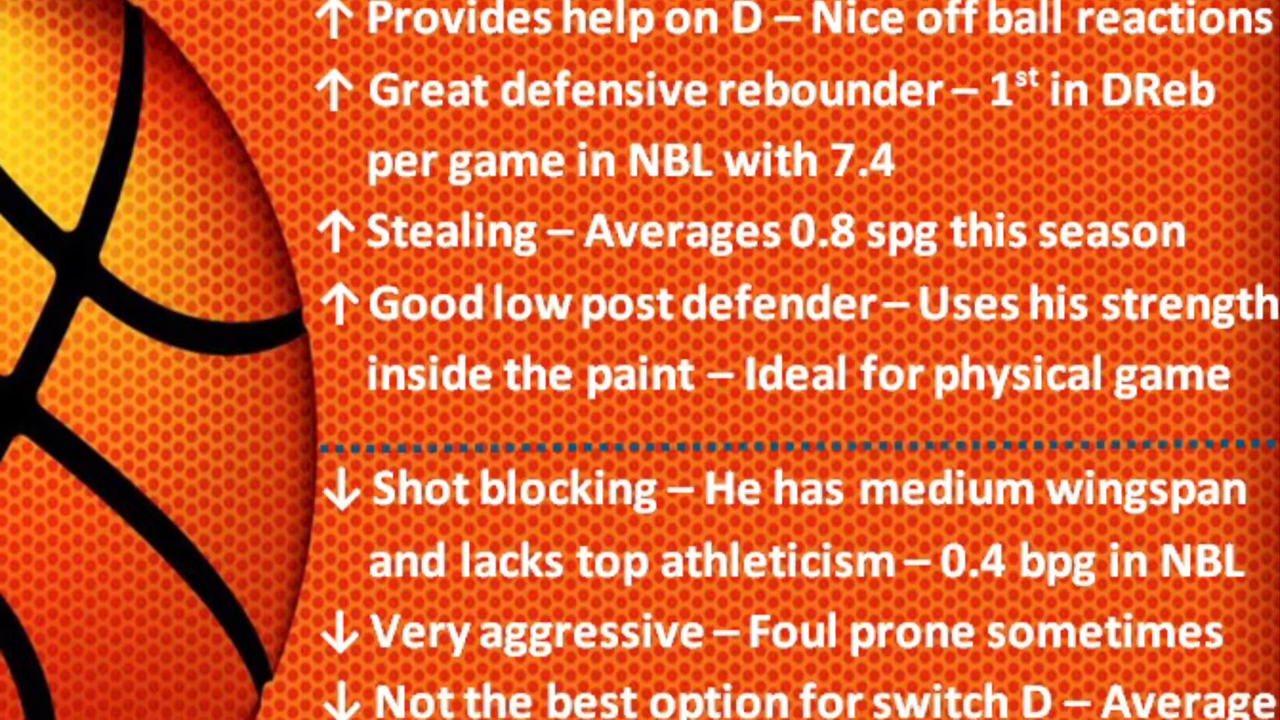 ↑ Provides help on D – Nice off ball reactions
↑ Great defensive rebounder – 1st in DReb
per game in NBL with 7.4
↑ Stealing – Averages 0.8 spg this season
↑ Good low post defender – Uses his strength
inside the paint – Ideal for physical game
↓ Shot blocking – He has medium wingspan
and lacks top athleticism – 0.4 bpg in NBL
↓ Very aggressive – Foul prone sometimes
↓ Not the best option for switch D – Average